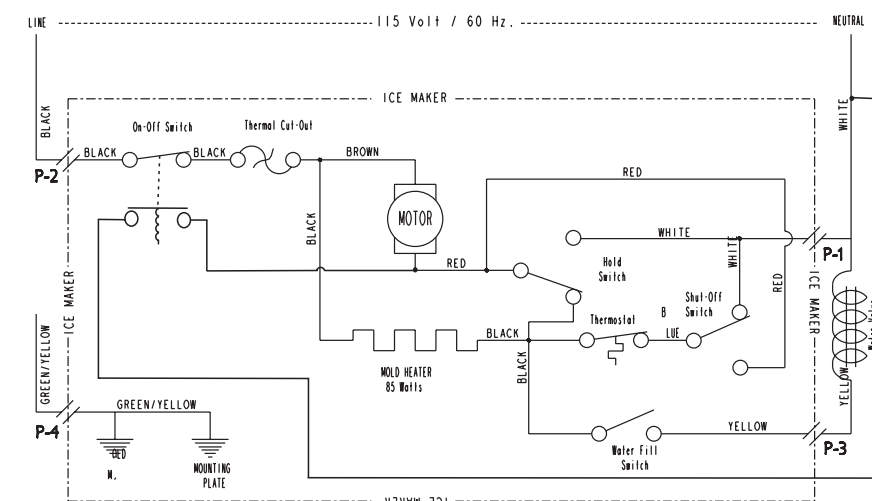 LINE
115 Volt / 60 Hz.
NEUTRAL
ICE MAKER
BLACK
WHITE
On-Off Switch
Thermal Cut-Out
BLACK
BLACK
BROWN
P-2
RED
MOTOR
BLACK
WHITE
WHITE
P-1
RED
Hold
Switch
RED
ICE MAKER
ICE MAKER
Shut-Off
Switch
Thermostat
B
LUE
BLACK
MOLD HEATER
85 Watts
BLACK
GREEN/YELLOW
YELLOW
GREEN/YELLOW
P-4
YELLOW
P-3
Water Fill
Switch
MOUNTING
PLATE
M.